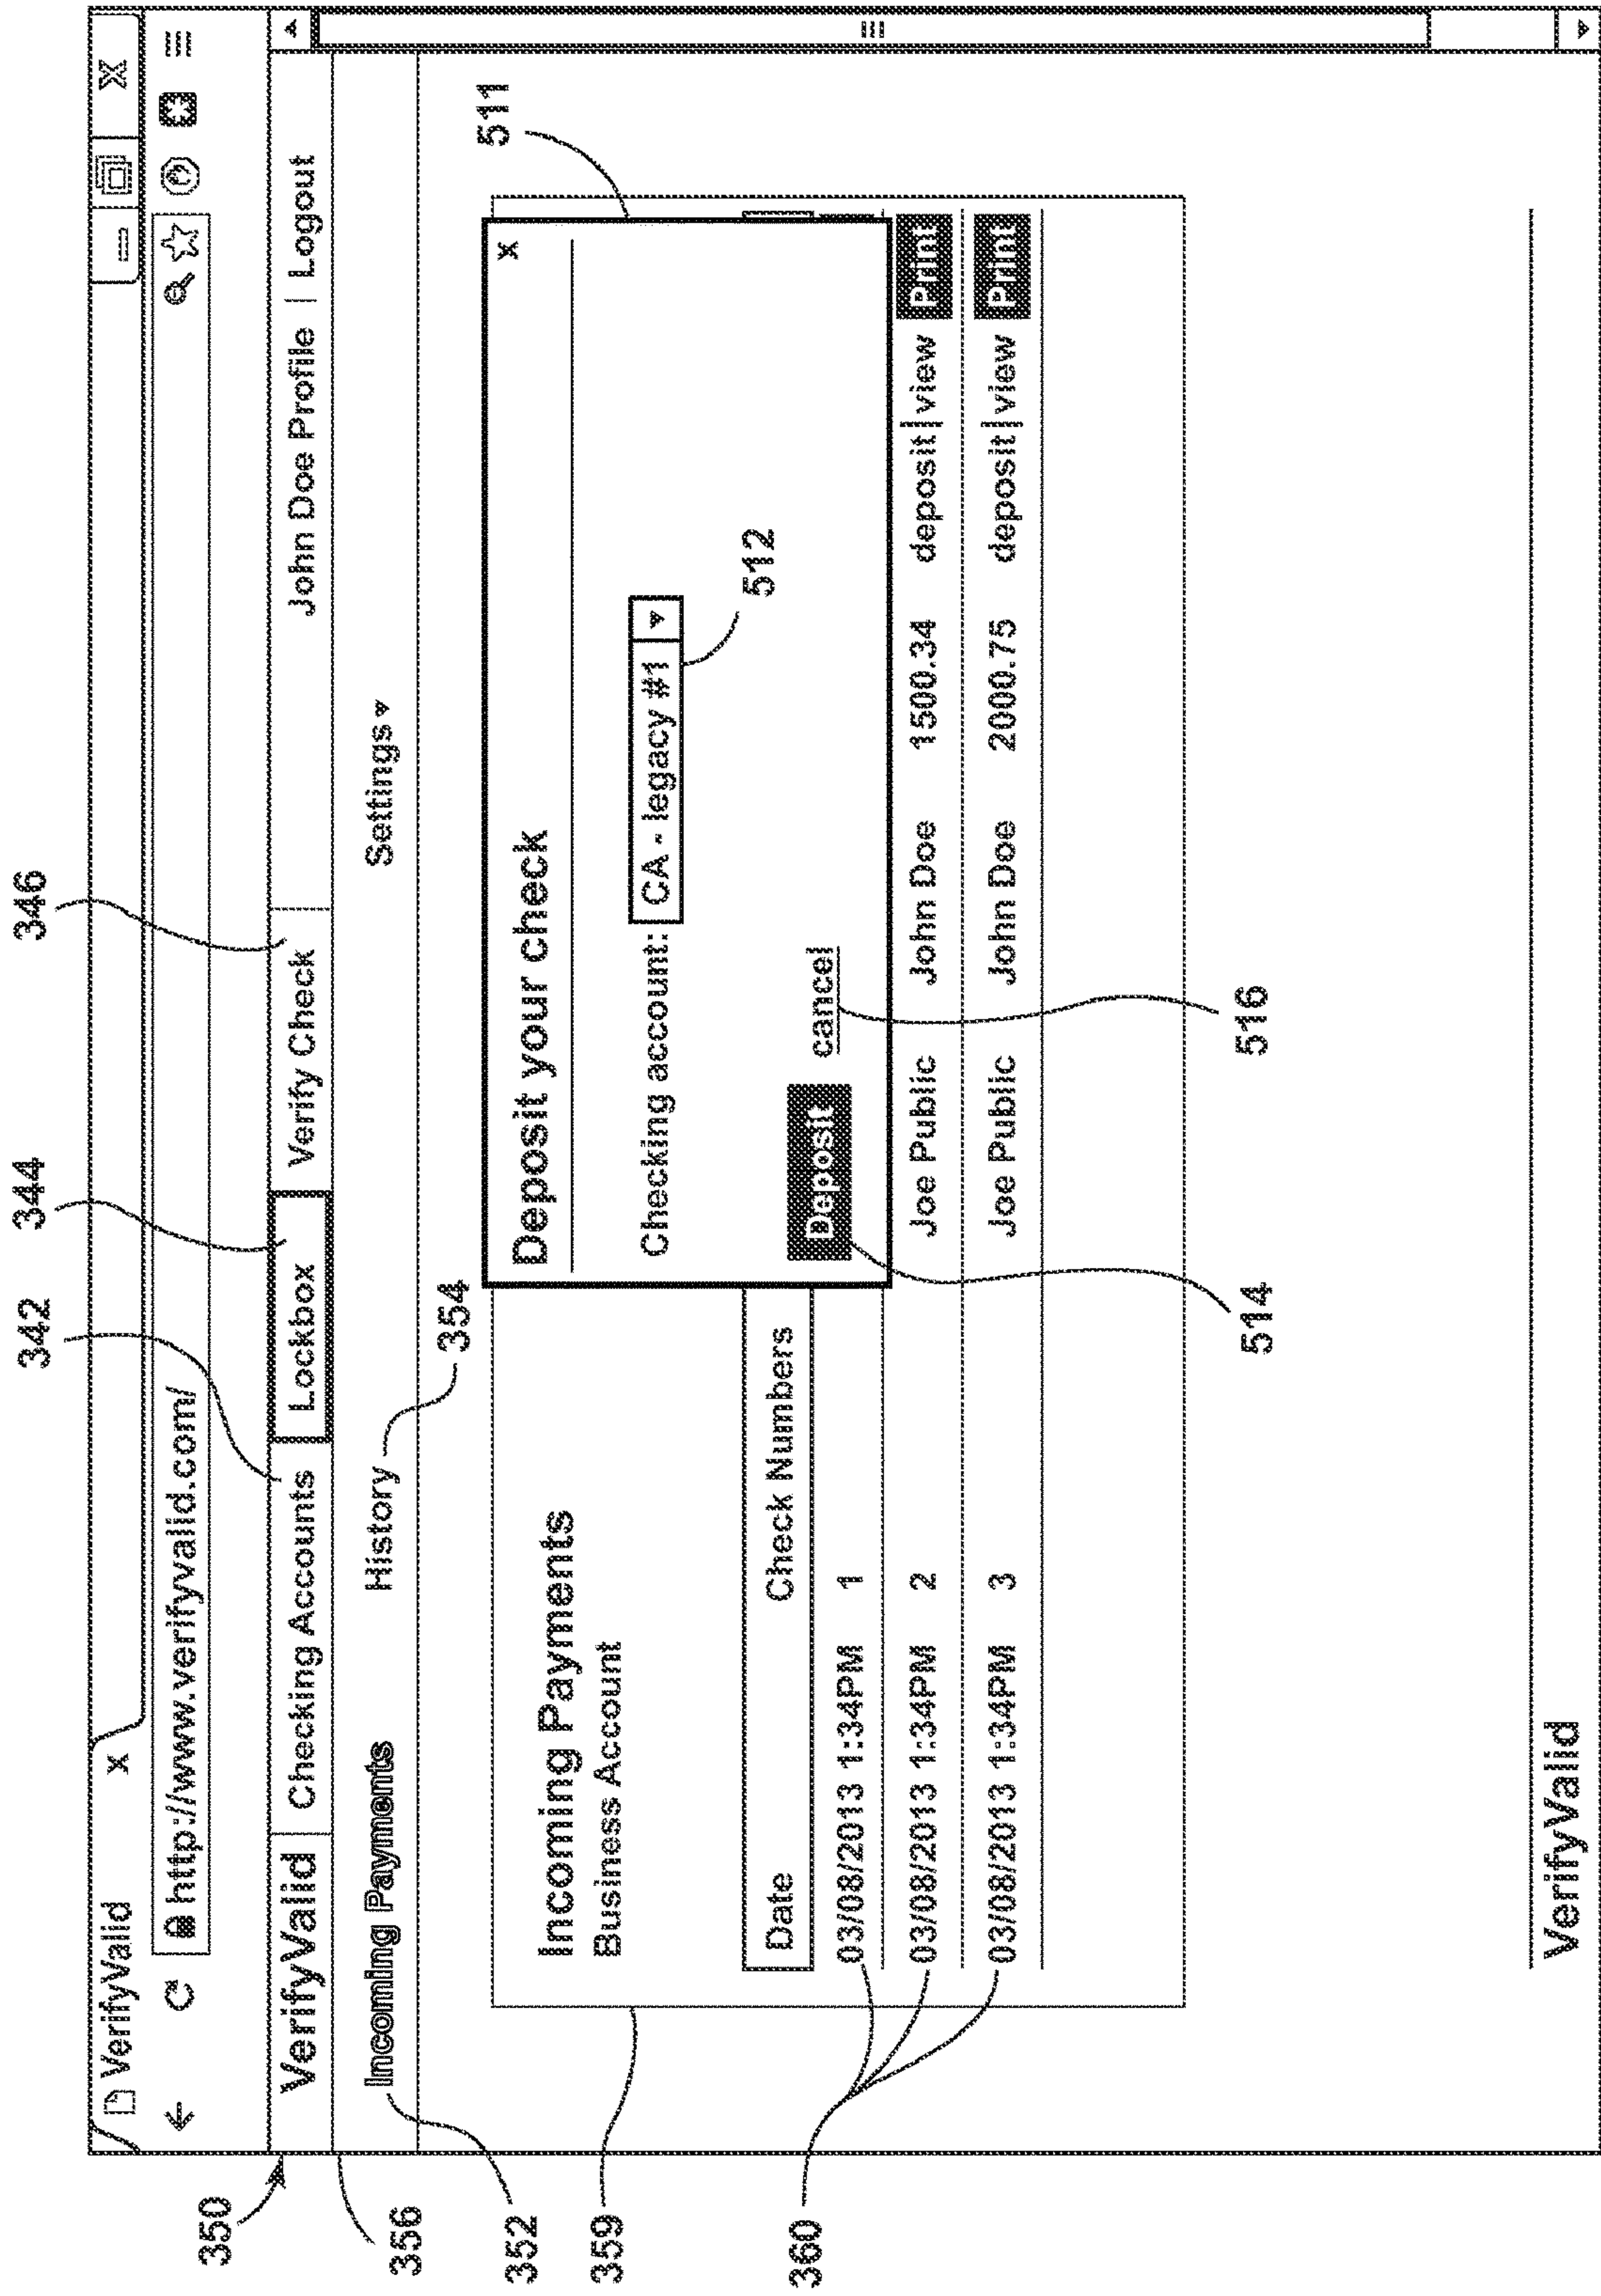 342
344
346
VerifyValid x
http://www.verifyvalid.com/
350
VerifyValid Checking Accounts Lockbox Verify Check John Doe Profile | Logout
356
Incoming Payments History Settings
352
354
511
Deposit your check x
Incoming Payments
Business Account
359
Checking account: CA - legacy #1
512
Date Check Numbers
Deposit cancel
03/08/2013 1:34PM 1
03/08/2013 1:34PM 2 Joe Public John Doe 1500.34 deposit|view Print
03/08/2013 1:34PM 3 Joe Public John Doe 2000.75 deposit|view Print
360
514
516
VerifyValid